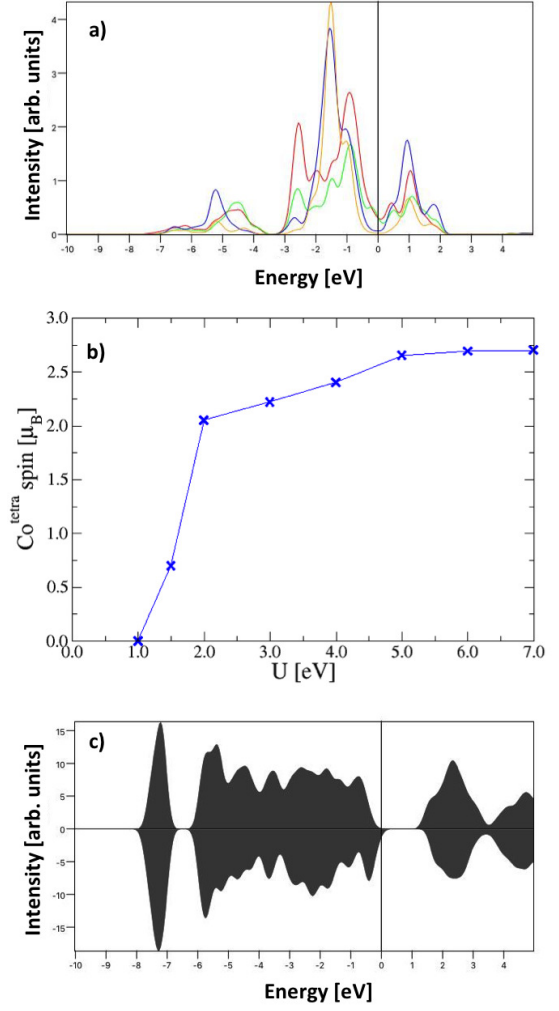 a)
Intensity [arb. units]
4
3
2
1
0
-10 -9 -8 -7 -6 -5 -4 -3 -2 -1 0 1 2 3 4
Energy [eV]
b)
Co^tetra spin [μ_B]
3.0
2.5
2.0
1.5
1.0
0.5
0.0
0.0 1.0 2.0 3.0 4.0 5.0 6.0 7.0
U [eV]
c)
Intensity [arb. units]
15
10
5
0
-5
-10
-15
-10 -9 -8 -7 -6 -5 -4 -3 -2 -1 0 1 2 3 4
Energy [eV]